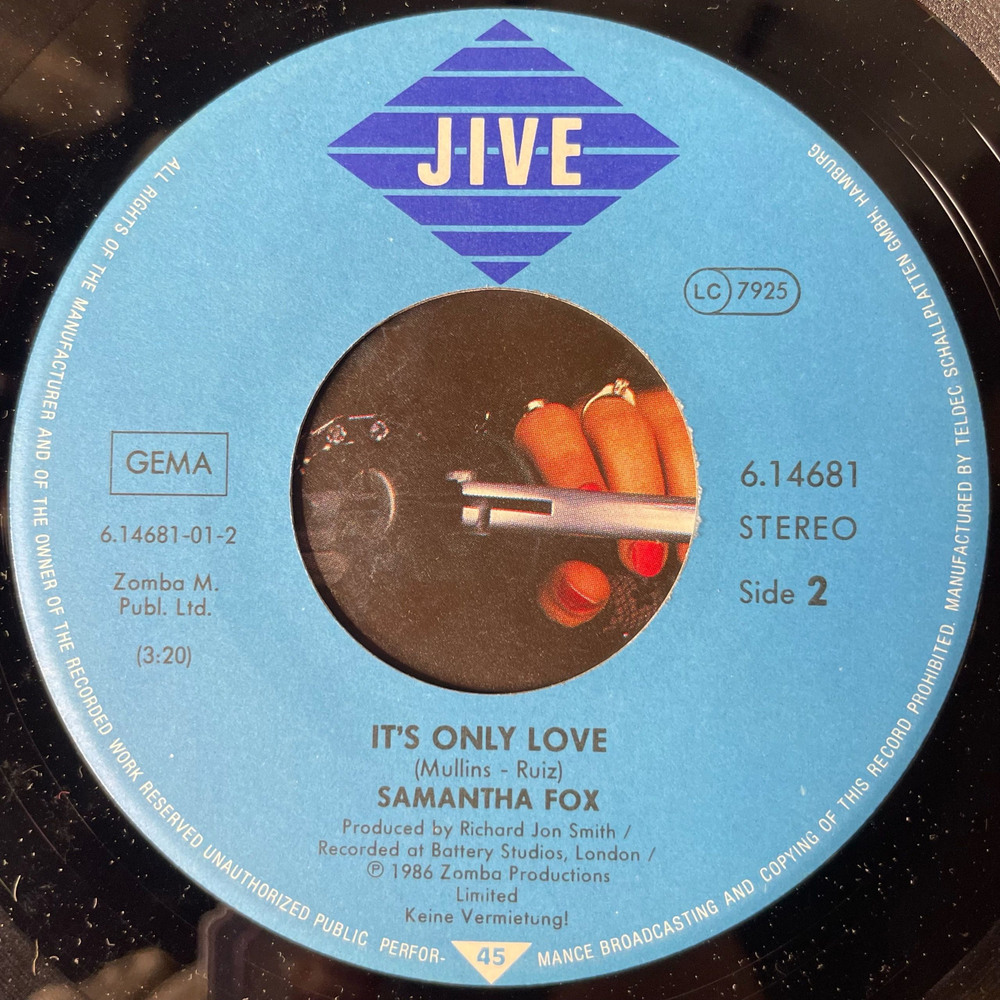 JIVE
LC 7925
GEMA
6.14681-01-2
Zomba M.
Publ. Ltd.
(3:20)
6.14681
STEREO
Side 2
IT'S ONLY LOVE
(Mullins - Ruiz)
SAMANTHA FOX
Produced by Richard Jon Smith /
Recorded at Battery Studios, London /
℗ 1986 Zomba Productions
Limited
Keine Vermietung!
45
ALL RIGHTS OF THE MANUFACTURER AND OF THE OWNER OF THE RECORDED WORK RESERVED UNAUTHORIZED PUBLIC PERFOR-
MANCE BROADCASTING AND COPYING OF THIS RECORD PROHIBITED. MANUFACTURED BY TELDEC SCHALLPLATTEN GMBH, HAMBURG